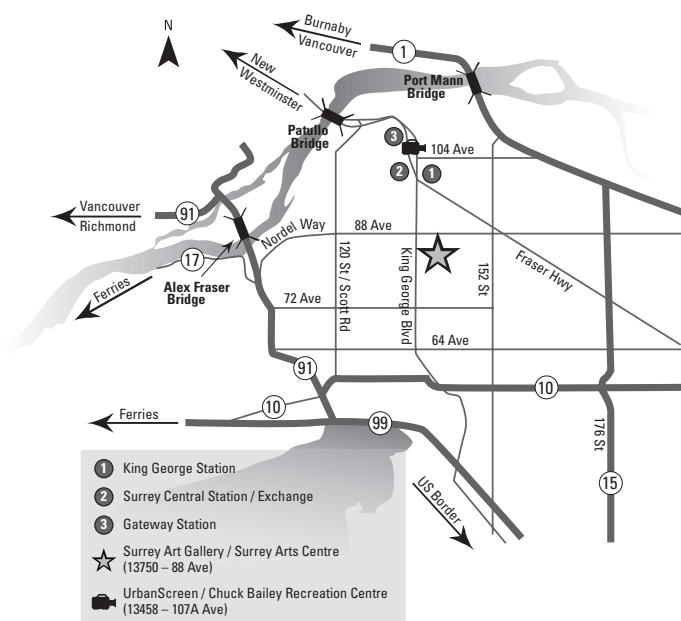 N
Burnaby
Vancouver
1
New
Westminster
Port Mann
Bridge
Patullo
Bridge
3
104 Ave
2
1
Vancouver
Richmond
91
Nordel Way
88 Ave
17
Ferries
Alex Fraser
Bridge
120 St / Scott Rd
King George Blvd
152 St
Fraser Hwy
72 Ave
64 Ave
91
10
10
Ferries
99
176 St
15
US Border
1 King George Station
2 Surrey Central Station / Exchange
3 Gateway Station
Surrey Art Gallery / Surrey Arts Centre
(13750 – 88 Ave)
UrbanScreen / Chuck Bailey Recreation Centre
(13458 – 107A Ave)